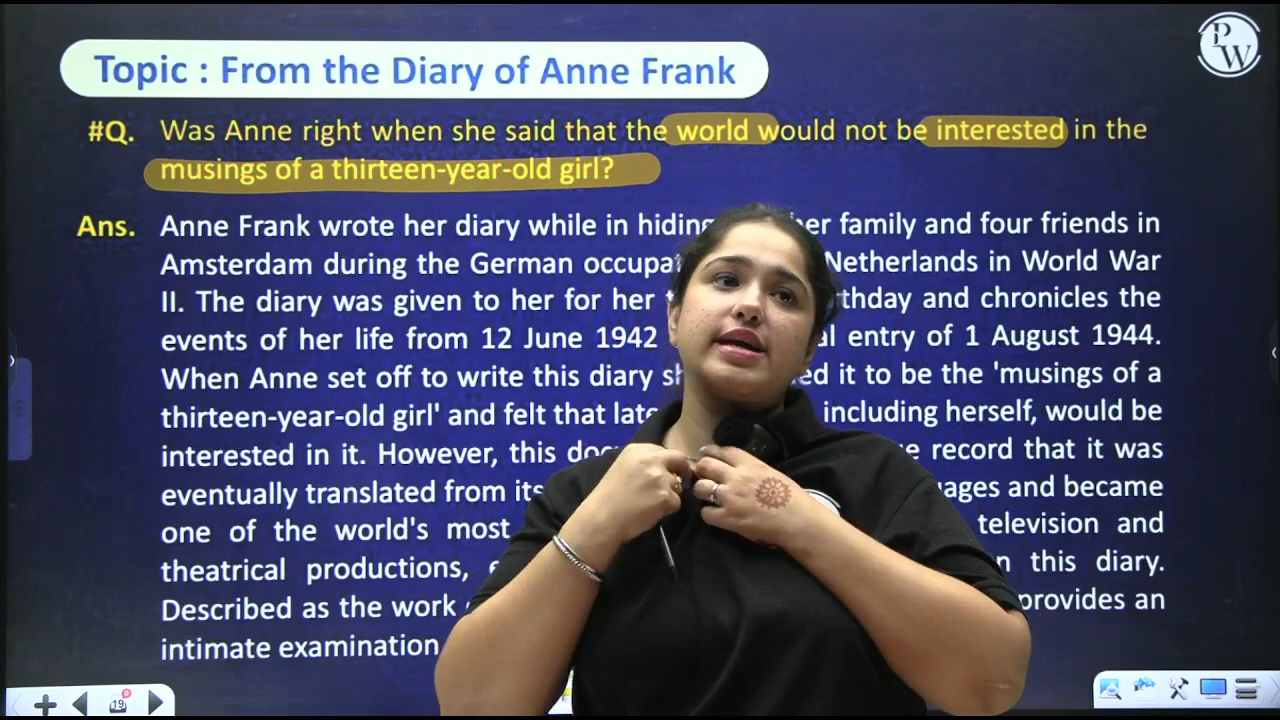 Topic : From the Diary of Anne Frank
PW
#Q. Was Anne right when she said that the world would not be interested in the
musings of a thirteen-year-old girl?
Ans. Anne Frank wrote her diary while in hiding her family and four friends in
Amsterdam during the German Netherlands in World War
II. The diary was given to her for her and chronicles the
events of her life from 12 June 1942 entry of 1 August 1944.
When Anne set off to write this diary it to be the 'musings of a
thirteen-year-old girl' and felt that including herself, would be
interested in it. However, this record that it was
eventually translated from its and became
one of the world's most television and
theatrical productions, this diary.
Described as the work provides an
intimate examination
19